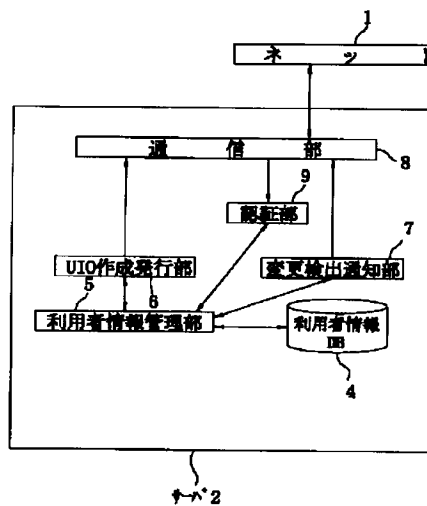 1
ネッ
通信部
8
9
認証部
7
UIO作成発行部
変更検出通知部
5
6
利用者情報管理部
利用者情報
DB
4
サーバ2